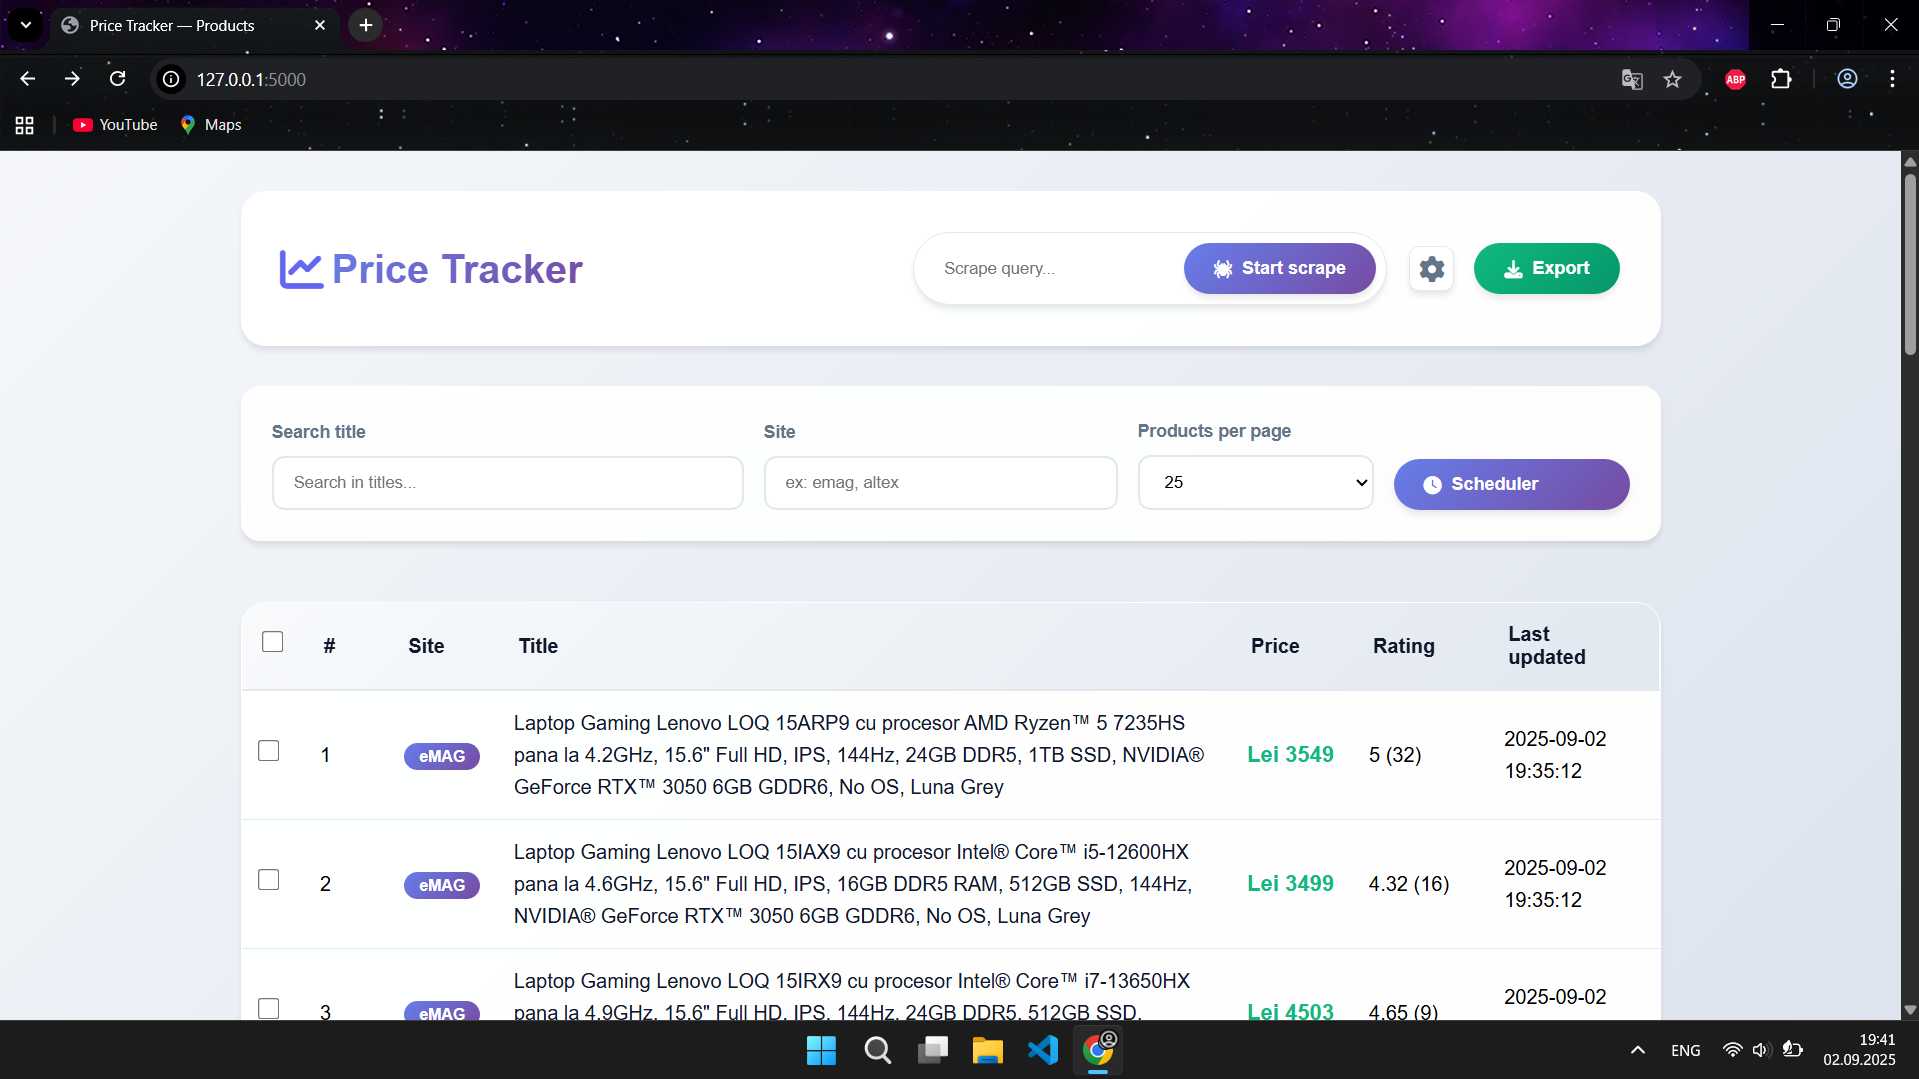 Price Tracker — Products
127.0.0.1:5000
ABP
YouTube
Maps
Price Tracker
Scrape query...
Start scrape
Export
Search title
Site
Products per page
Search in titles...
ex: emag, altex
25
Scheduler
# Site Title Price Rating Last
updated
1 eMAG
Laptop Gaming Lenovo LOQ 15ARP9 cu procesor AMD Ryzen™ 5 7235HS
pana la 4.2GHz, 15.6" Full HD, IPS, 144Hz, 24GB DDR5, 1TB SSD, NVIDIA®
GeForce RTX™ 3050 6GB GDDR6, No OS, Luna Grey
Lei 3549
5 (32)
2025-09-02
19:35:12
2 eMAG
Laptop Gaming Lenovo LOQ 15IAX9 cu procesor Intel® Core™ i5-12600HX
pana la 4.6GHz, 15.6" Full HD, IPS, 16GB DDR5 RAM, 512GB SSD, 144Hz,
NVIDIA® GeForce RTX™ 3050 6GB GDDR6, No OS, Luna Grey
Lei 3499
4.32 (16)
2025-09-02
19:35:12
3 eMAG
Laptop Gaming Lenovo LOQ 15IRX9 cu procesor Intel® Core™ i7-13650HX
pana la 4.9GHz, 15.6" Full HD, IPS, 144Hz, 24GB DDR5, 512GB SSD,
Lei 4503
4.65 (9)
2025-09-02
ENG
19:41
02.09.2025